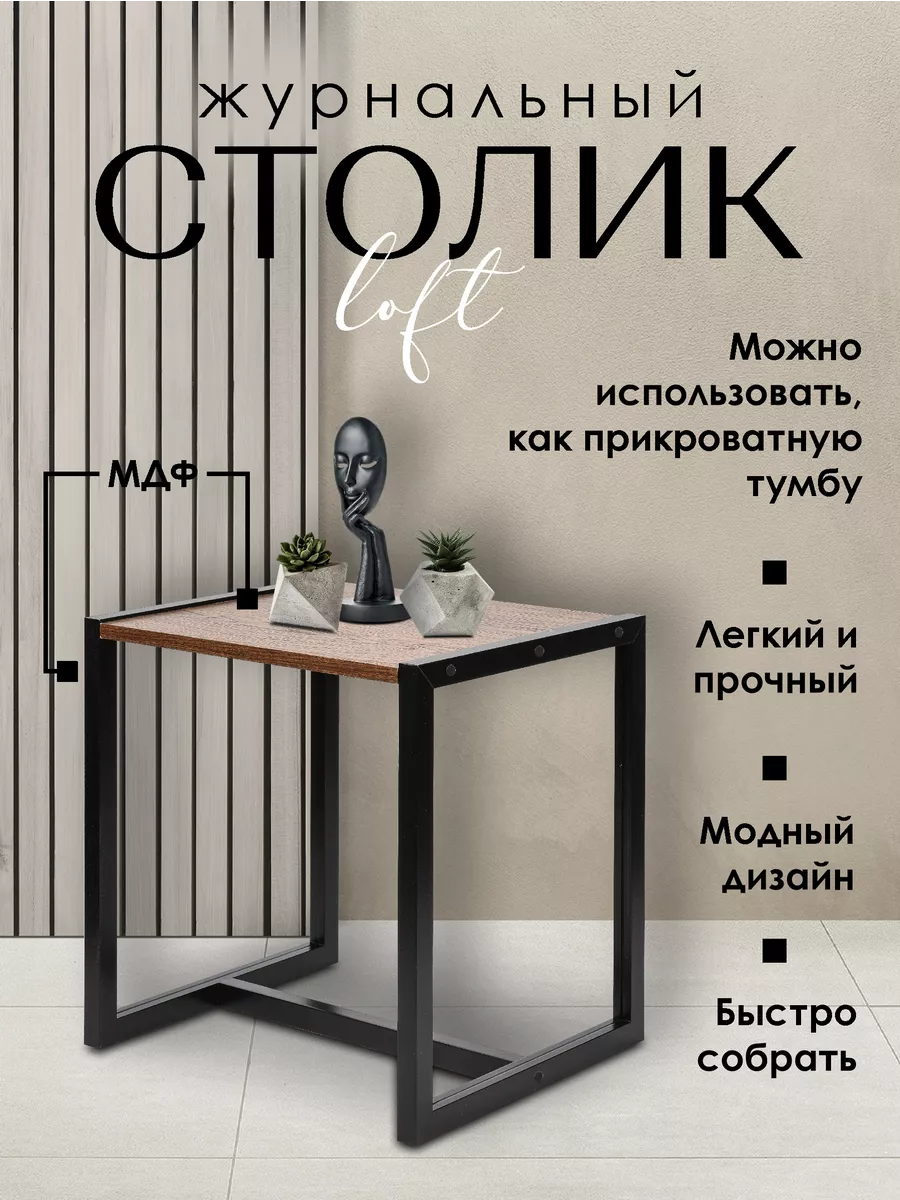 журнальный
СТОЛИК
loft
Можно
использовать,
как прикроватную
тумбу
МДФ
Легкий и
прочный
Модный
дизайн
Быстро
собрать